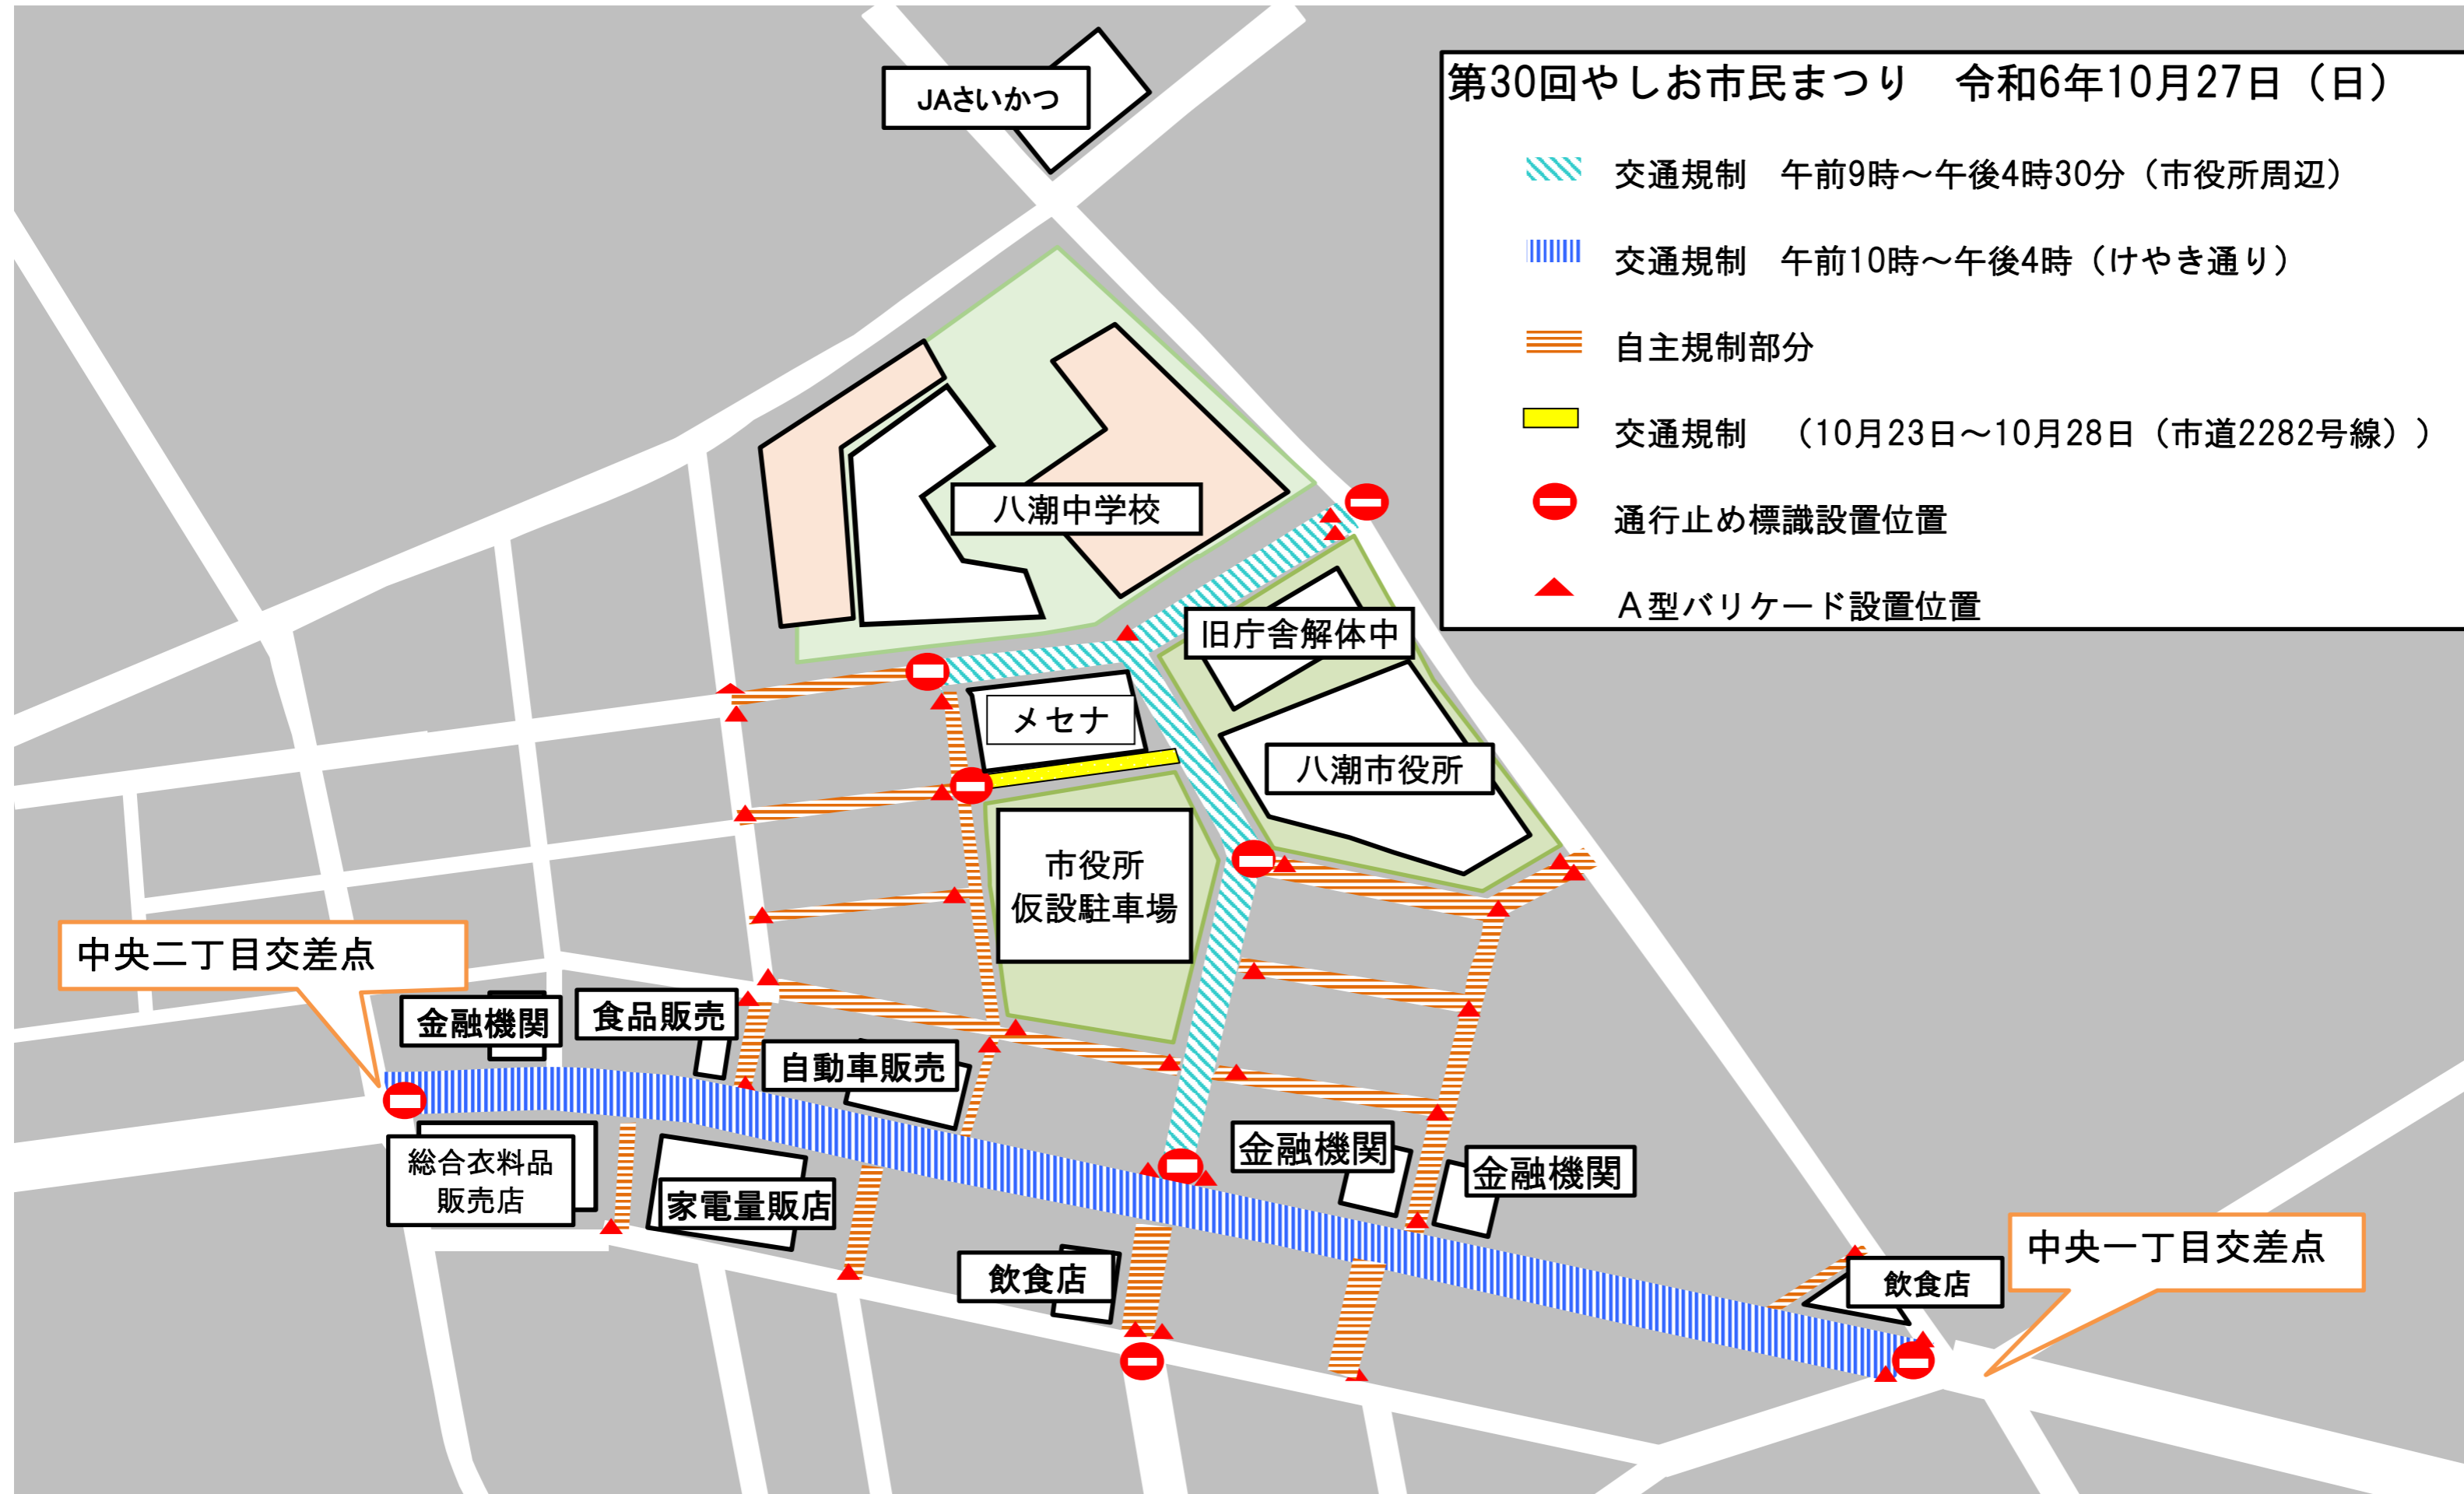 第30回やしお市民まつり　令和6年10月27日（日）
交通規制　午前9時～午後4時30分（市役所周辺）
交通規制　午前10時～午後4時（けやき通り）
自主規制部分
交通規制　（10月23日～10月28日（市道2282号線））
通行止め標識設置位置
Ａ型バリケード設置位置
JAさいかつ
八潮中学校
旧庁舎解体中
メセナ
八潮市役所
市役所
仮設駐車場
中央二丁目交差点
金融機関
食品販売
自動車販売
総合衣料品
販売店
家電量販店
金融機関
金融機関
飲食店
飲食店
中央一丁目交差点